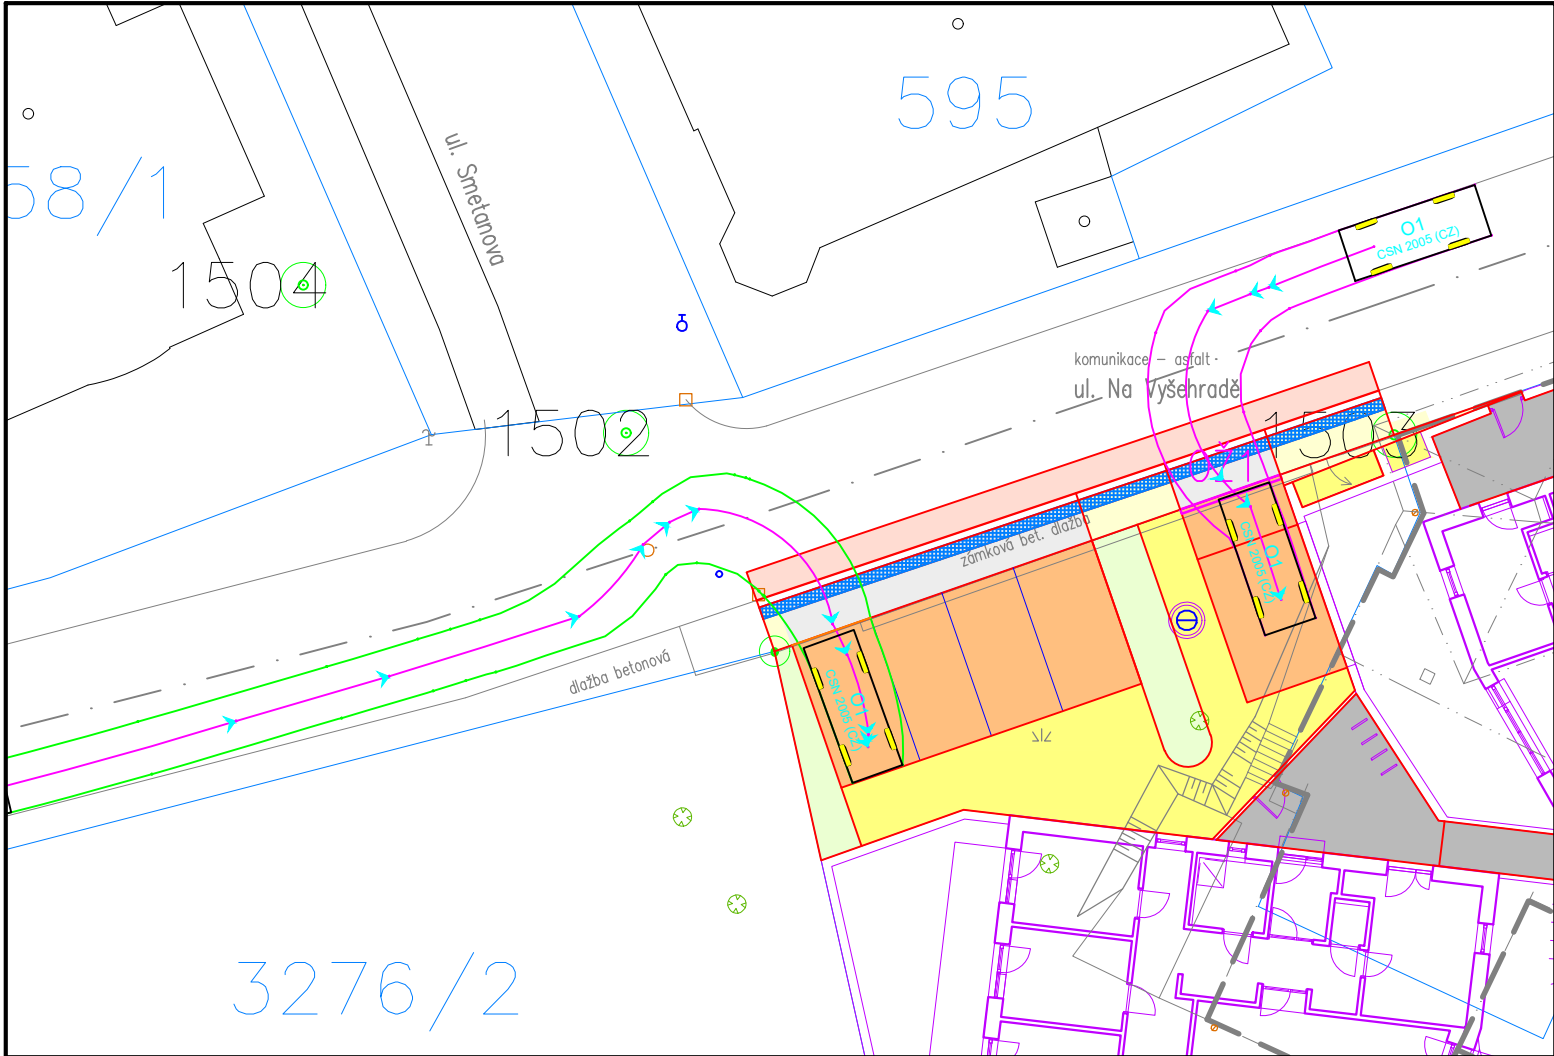 595
58/1
ul. Smetanova
O1
CSN 2005 (CZ)
1504
komunikace - asfalt
ul. Na Vyšehradě
1502
1503
zámková bet. dlažba
O1
CSN 2005 (CZ)
dlažba betonová
O1
CSN 2005 (CZ)
3276/2